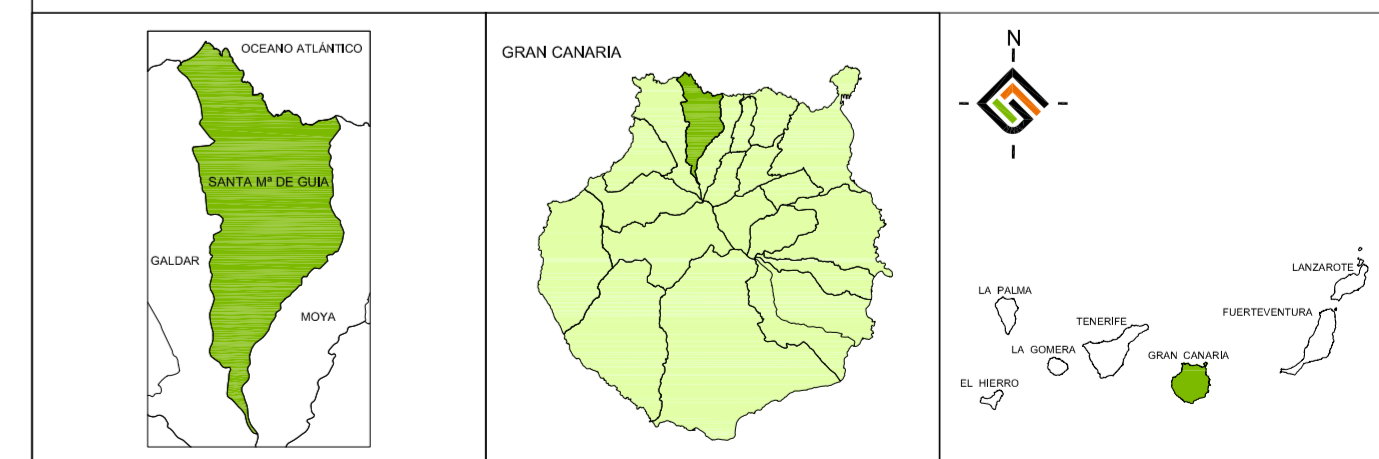 OCEANO ATLÁNTICO
SANTA Mª DE GUIA
GALDAR
MOYA
GRAN CANARIA
N
LANZAROTE
LA PALMA
FUERTEVENTURA
TENERIFE
LA GOMERA
GRAN CANARIA
EL HIERRO